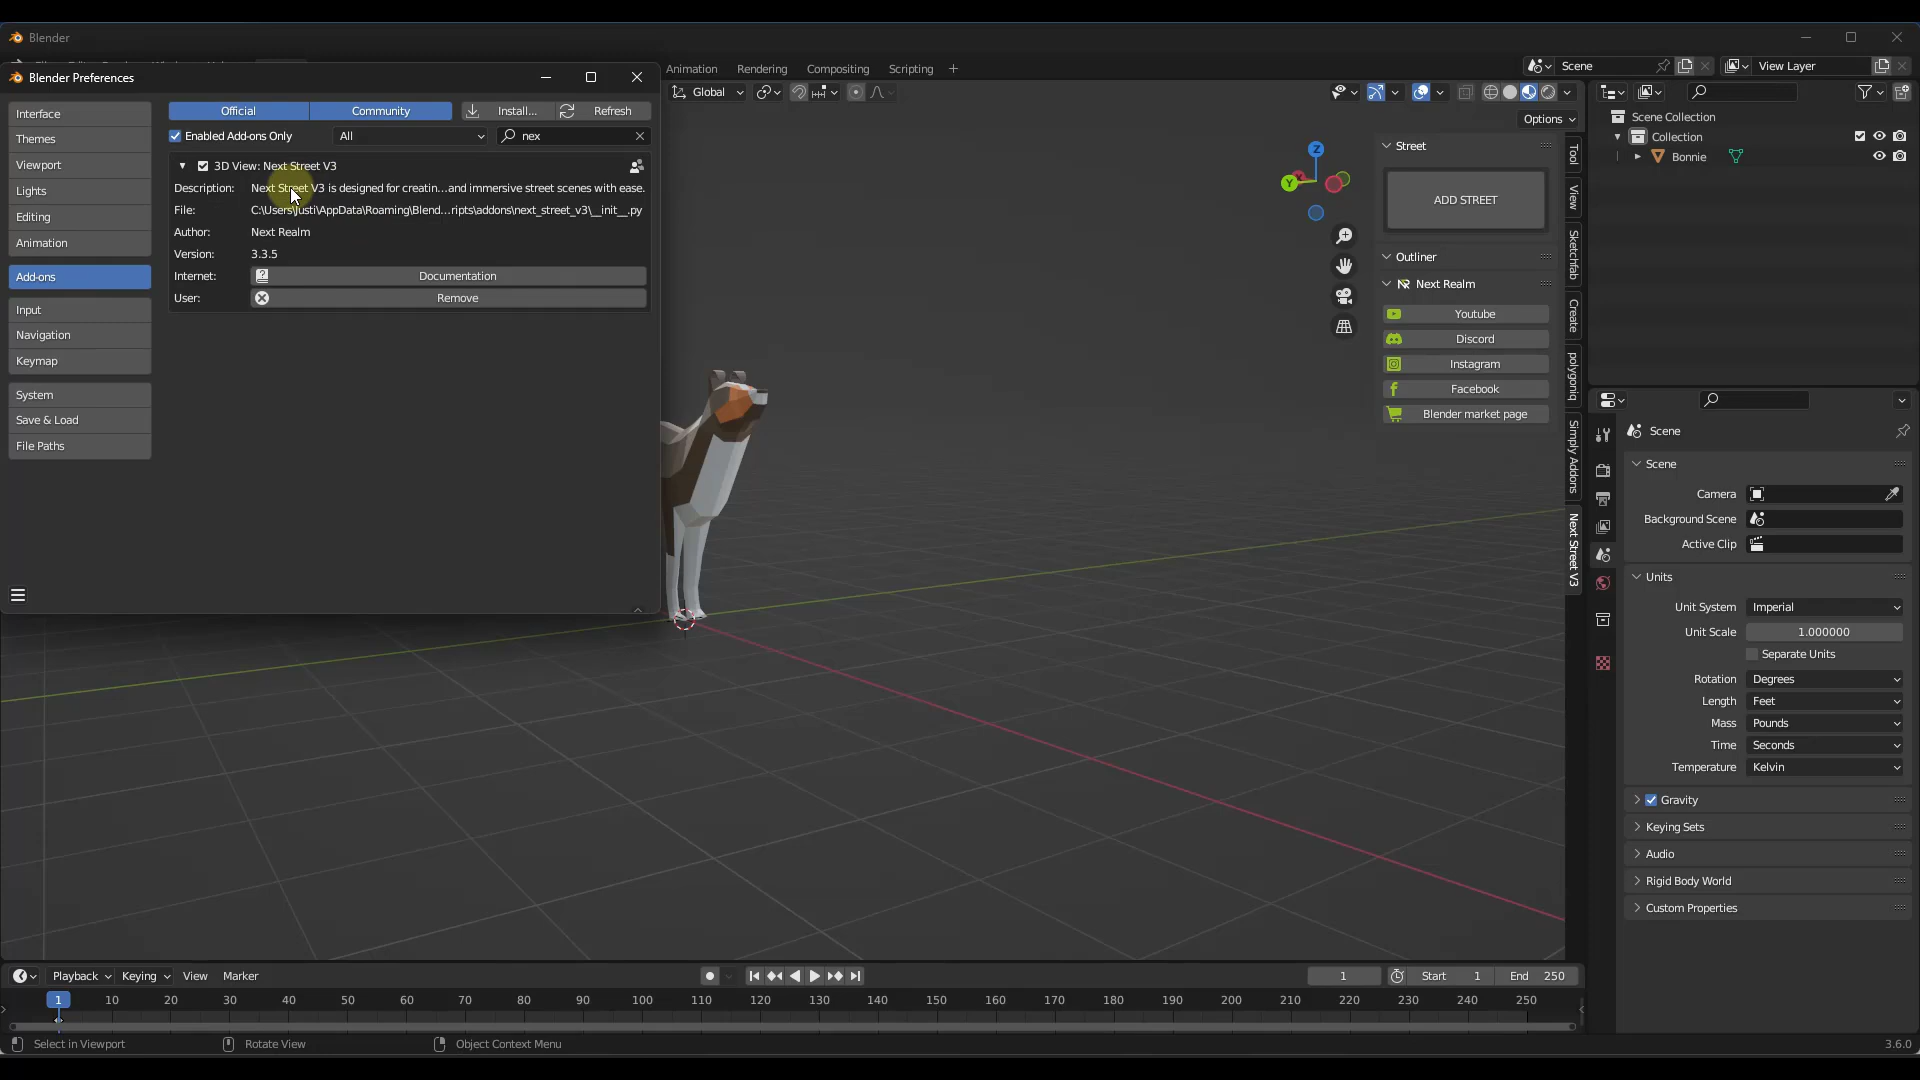 Blender
Blender Preferences
Interface
Themes
Viewport
Lights
Editing
Animation
Add-ons
Input
Navigation
Keymap
System
Save & Load
File Paths
Official
Community
Install...
Refresh
Enabled Add-ons Only
All
nex
3D View: Next Street V3
Description: Next Street V3 is designed for creatin...and immersive street scenes with ease.
File: C:\Users\justi\AppData\Roaming\Blend...ripts\addons\next_street_v3\__init__.py
Author: Next Realm
Version: 3.3.5
Internet: Documentation
User: Remove
Animation
Rendering
Compositing
Scripting
Global
Options
Z
Y
Street
ADD STREET
Outliner
Next Realm
Youtube
Discord
Instagram
Facebook
Blender market page
Tool
View
Sketchfab
Create
polygoniq
Simply Addons
Next Street V3
Scene
View Layer
Scene Collection
Collection
Bonnie
Scene
Scene
Camera
Background Scene
Active Clip
Units
Unit System Imperial
Unit Scale 1.000000
Separate Units
Rotation Degrees
Length Feet
Mass Pounds
Time Seconds
Temperature Kelvin
Gravity
Keying Sets
Audio
Rigid Body World
Custom Properties
Playback
Keying
View
Marker
1
Start 1
End 250
1 10 20 30 40 50 60 70 80 90 100 110 120 130 140 150 160 170 180 190 200 210 220 230 240 250
Select in Viewport
Rotate View
Object Context Menu
3.6.0